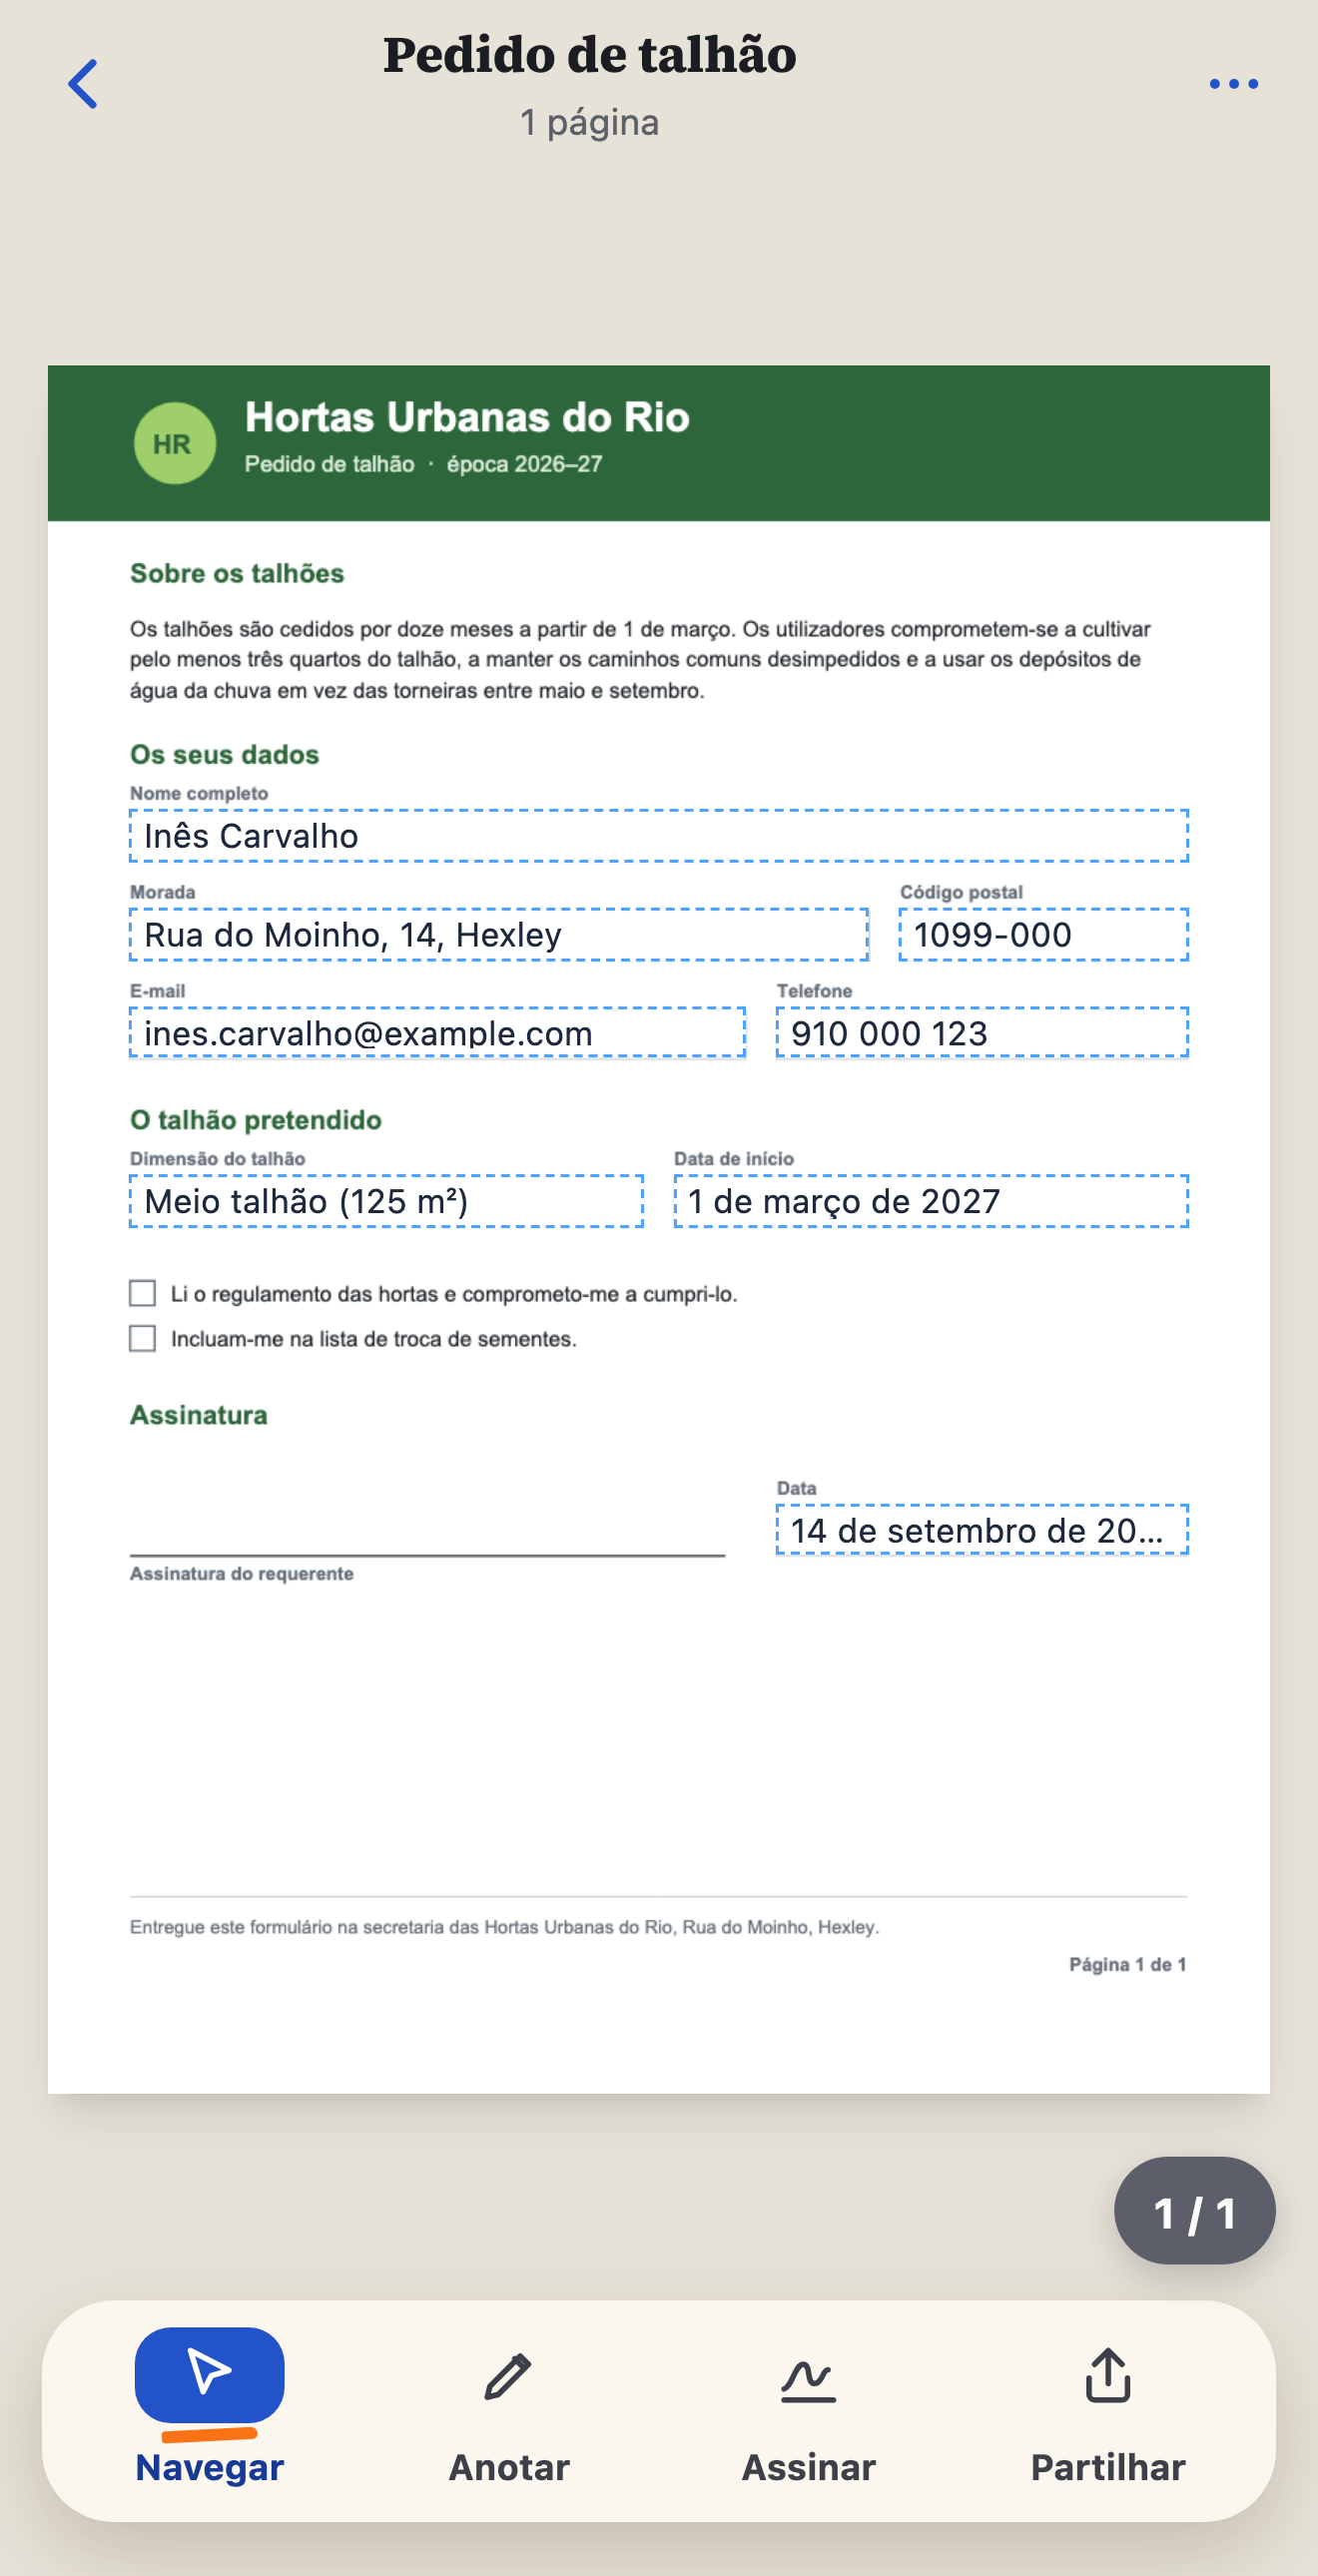 Pedido de talhão
1 página
HR
Hortas Urbanas do Rio
Pedido de talhão · época 2026–27
Sobre os talhões
Os talhões são cedidos por doze meses a partir de 1 de março. Os utilizadores comprometem-se a cultivar
pelo menos três quartos do talhão, a manter os caminhos comuns desimpedidos e a usar os depósitos de
água da chuva em vez das torneiras entre maio e setembro.
Os seus dados
Nome completo
Inês Carvalho
Morada
Rua do Moinho, 14, Hexley
Código postal
1099-000
E-mail
ines.carvalho@example.com
Telefone
910 000 123
O talhão pretendido
Dimensão do talhão
Meio talhão (125 m²)
Data de início
1 de março de 2027
Li o regulamento das hortas e comprometo-me a cumpri-lo.
Incluam-me na lista de troca de sementes.
Assinatura
Data
14 de setembro de 20...
Assinatura do requerente
Entregue este formulário na secretaria das Hortas Urbanas do Rio, Rua do Moinho, Hexley.
Página 1 de 1
1 / 1
Navegar
Anotar
Assinar
Partilhar